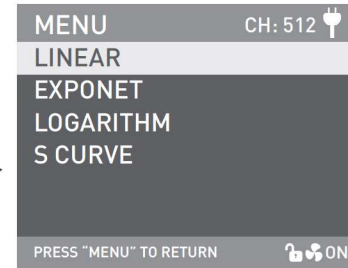 MENU CH: 512
LINEAR
EXPONET
LOGARITHM
S CURVE
PRESS "MENU" TO RETURN ON